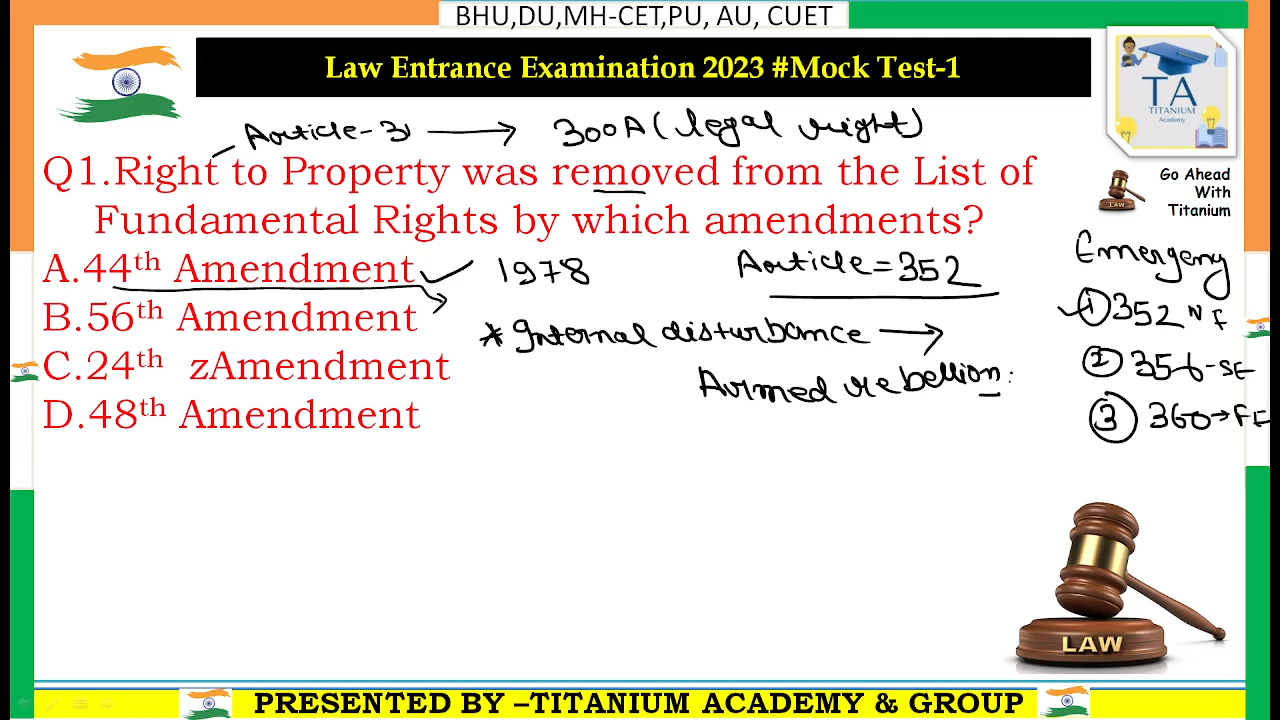 BHU,DU,MH-CET,PU, AU, CUET
Law Entrance Examination 2023 #Mock Test-1
TA
TITANIUM
Academy
Go Ahead
With
Titanium
LAW
Article-31 → 300A (legal right)
Q1.Right to Property was removed from the List of
Fundamental Rights by which amendments?
A.44th Amendment ✓ 1978
B.56th Amendment
C.24th zAmendment
D.48th Amendment
Article=352
* Internal disturbance →
Armed rebellion
Emergency
① 352 NE
② 356-SE
③ 360→FE
LAW
PRESENTED BY –TITANIUM ACADEMY & GROUP